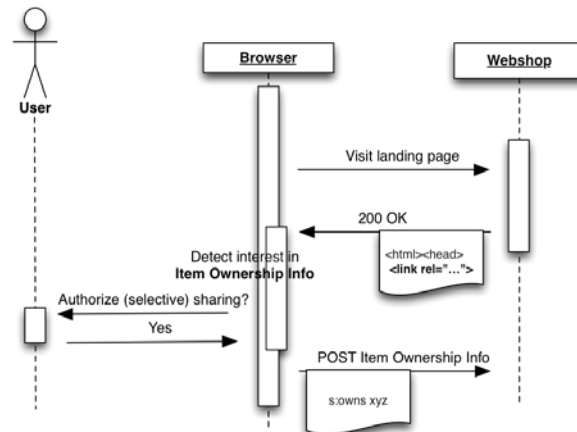 Browser
Webshop
User
Visit landing page
200 OK
<html><head>
<link rel="...">
Detect interest in
Item Ownership Info
Authorize (selective) sharing?
Yes
POST Item Ownership Info
s:owns xyz